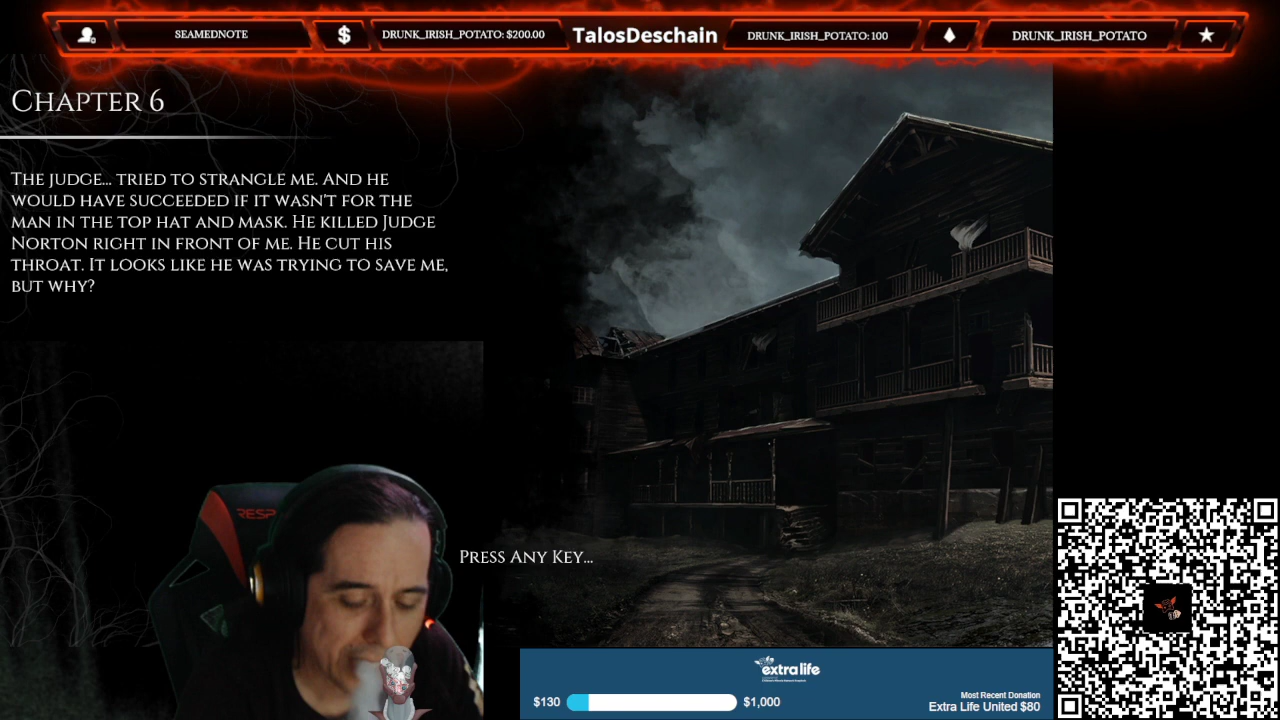 SEAMEDNOTE
$
DRUNK_IRISH_POTATO: $200.00
TalosDeschain
DRUNK_IRISH_POTATO: 100
DRUNK_IRISH_POTATO
Chapter 6
The judge... tried to strangle me. And he
would have succeeded if it wasn't for the
man in the top hat and mask. He killed Judge
Norton right in front of me. He cut his
throat. It looks like he was trying to save me,
but why?
RESP
Press Any Key...
extralife
$130
$1,000
Most Recent Donation
Extra Life United $80